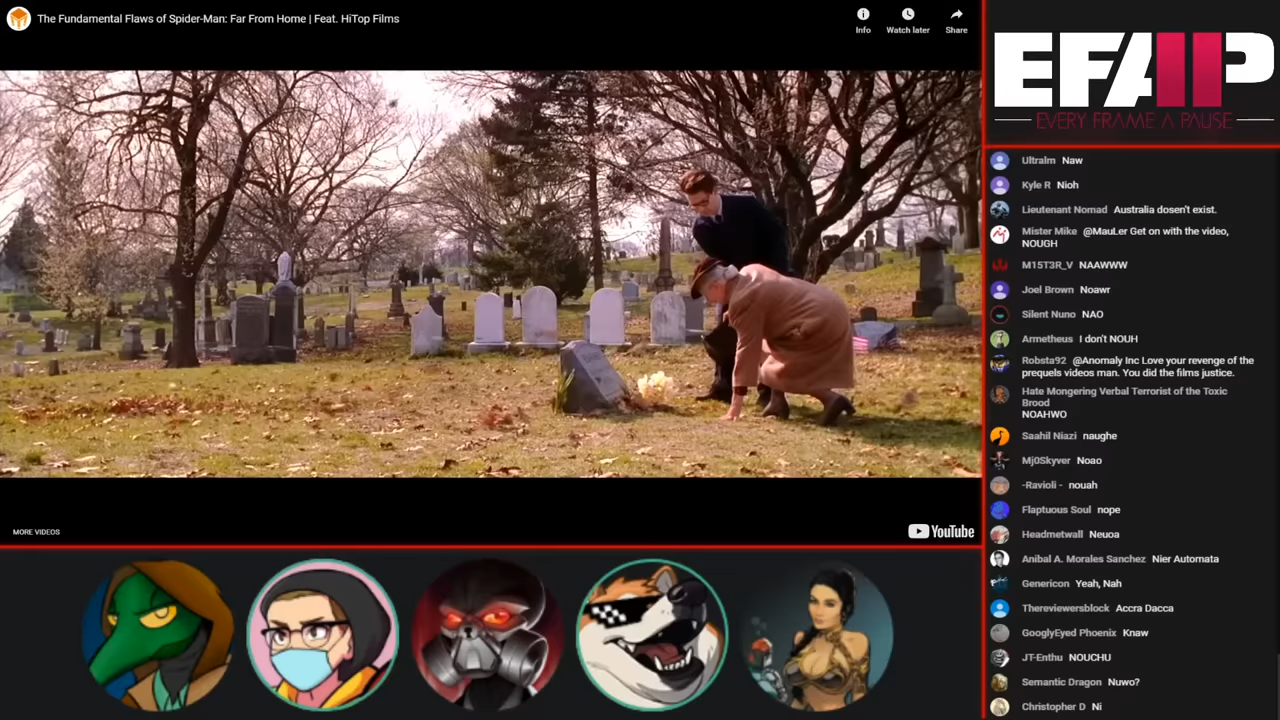 The Fundamental Flaws of Spider-Man: Far From Home | Feat. HiTop Films
Info
Watch later
Share
MORE VIDEOS
YouTube
EFAP
EVERY FRAME A PAUSE
Ultralm Naw
Kyle R Nioh
Lieutenant Nomad Australia dosen't exist.
Mister Mike @MauLer Get on with the video,
NOUGH
M15T3R_V NAAWWW
Joel Brown Noawr
Silent Nuno NAO
Armetheus I don't NOUH
Robsta92 @Anomaly Inc Love your revenge of the
prequels videos man. You did the films justice.
Hate Mongering Verbal Terrorist of the Toxic
Brood
NOAHWO
Saahil Niazi naughe
Mj0Skyver Noao
-Ravioli - nouah
Flaptuous Soul nope
Headmetwall Neuoa
Anibal A. Morales Sanchez Nier Automata
Genericon Yeah, Nah
Thereviewersblock Accra Dacca
GooglyEyed Phoenix Knaw
JT-Enthu NOUCHU
Semantic Dragon Nuwo?
Christopher D Ni